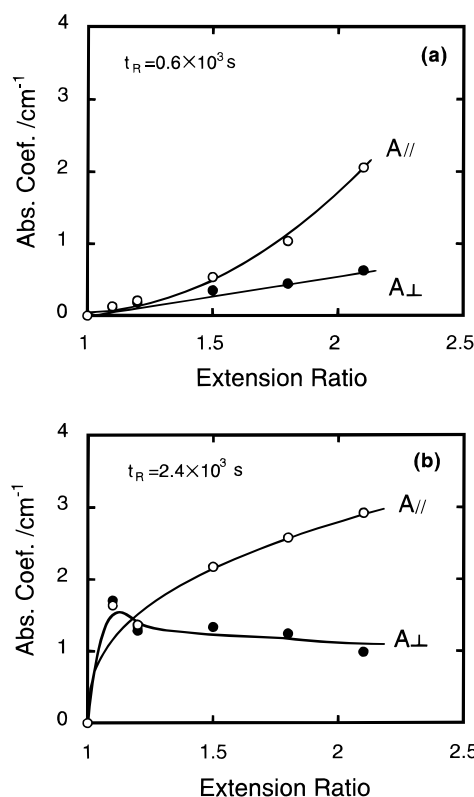 4
(a)
t R =0.6×10³ s
3
Abs. Coef. /cm⁻¹
A//
2
1
A⊥
0
1 1.5 2 2.5
Extension Ratio
4
(b)
t R =2.4×10³ s
A//
3
Abs. Coef. /cm⁻¹
2
1
A⊥
0
1 1.5 2 2.5
Extension Ratio